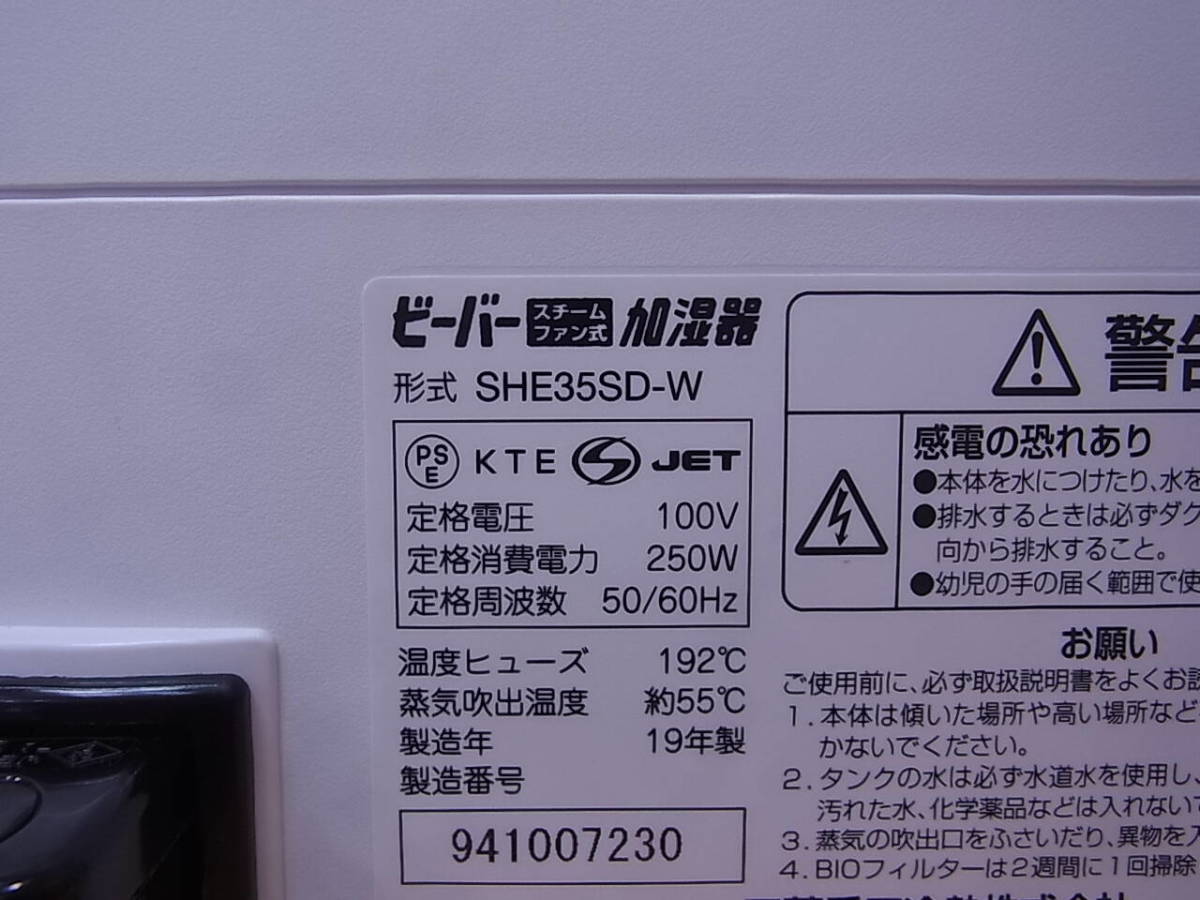 ビーバー スチームファン式 加湿器
形式 SHE35SD-W
PSE KTE S JET
定格電圧 100V
定格消費電力 250W
定格周波数 50/60Hz
温度ヒューズ 192℃
蒸気吹出温度 約55℃
製造年 19年製
製造番号
941007230
警告
感電の恐れあり
●本体を水につけたり、水を
●排水するときは必ずダク
向から排水すること。
●幼児の手の届く範囲で使
お願い
ご使用前に、必ず取扱説明書をよくお読
1.本体は傾いた場所や高い場所など
かないでください。
2.タンクの水は必ず水道水を使用し、
汚れた水、化学薬品などは入れないで
3.蒸気の吹出口をふさいだり、異物を入
4.BIOフィルターは2週間に1回掃除